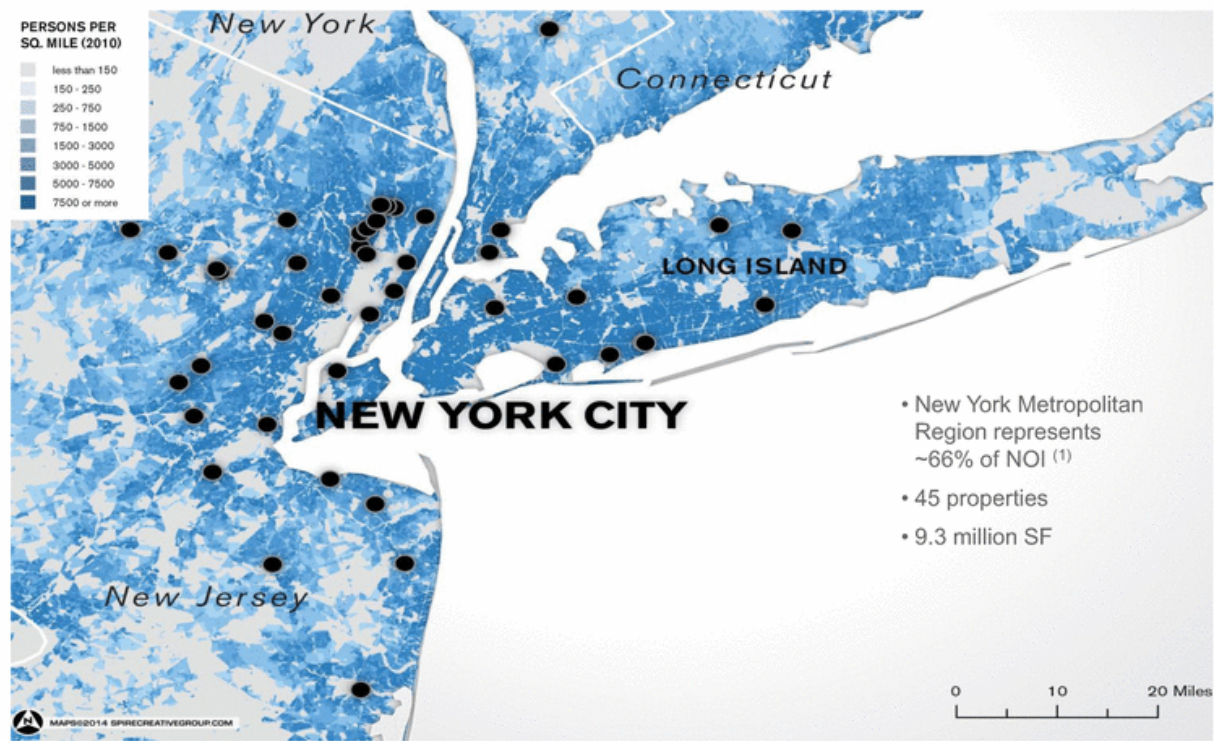 PERSONS PER
SQ. MILE (2010)
less than 150
150 - 250
250 - 750
750 - 1500
1500 - 3000
3000 - 5000
5000 - 7500
7500 or more
New York
Connecticut
LONG ISLAND
NEW YORK CITY
• New York Metropolitan
Region represents
~66% of NOI (1)
• 45 properties
• 9.3 million SF
New Jersey
0 10 20 Miles
N
MAPS©2014 SPIRECREATIVEGROUP.COM